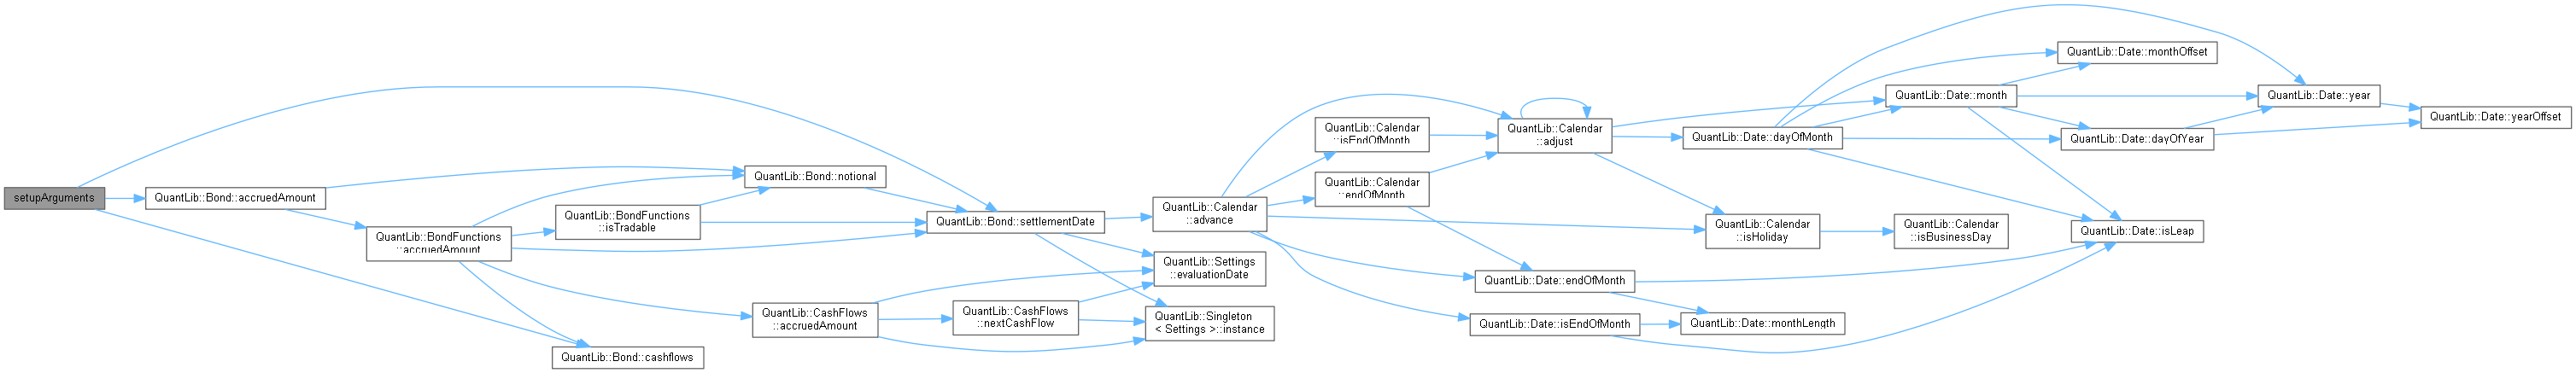 setupArguments
QuantLib::Bond::accruedAmount
QuantLib::BondFunctions
::accruedAmount
QuantLib::BondFunctions
::isTradable
QuantLib::Bond::cashflows
QuantLib::Bond::notional
QuantLib::CashFlows
::accruedAmount
QuantLib::Bond::settlementDate
QuantLib::CashFlows
::nextCashFlow
QuantLib::Calendar
::advance
QuantLib::Settings
::evaluationDate
QuantLib::Singleton
< Settings >::instance
QuantLib::Calendar
::isEndOfMonth
QuantLib::Calendar
::endOfMonth
QuantLib::Calendar
::adjust
QuantLib::Date::endOfMonth
QuantLib::Date::isEndOfMonth
QuantLib::Date::dayOfMonth
QuantLib::Calendar
::isHoliday
QuantLib::Date::monthLength
QuantLib::Date::month
QuantLib::Calendar
::isBusinessDay
QuantLib::Date::monthOffset
QuantLib::Date::dayOfYear
QuantLib::Date::isLeap
QuantLib::Date::year
QuantLib::Date::yearOffset